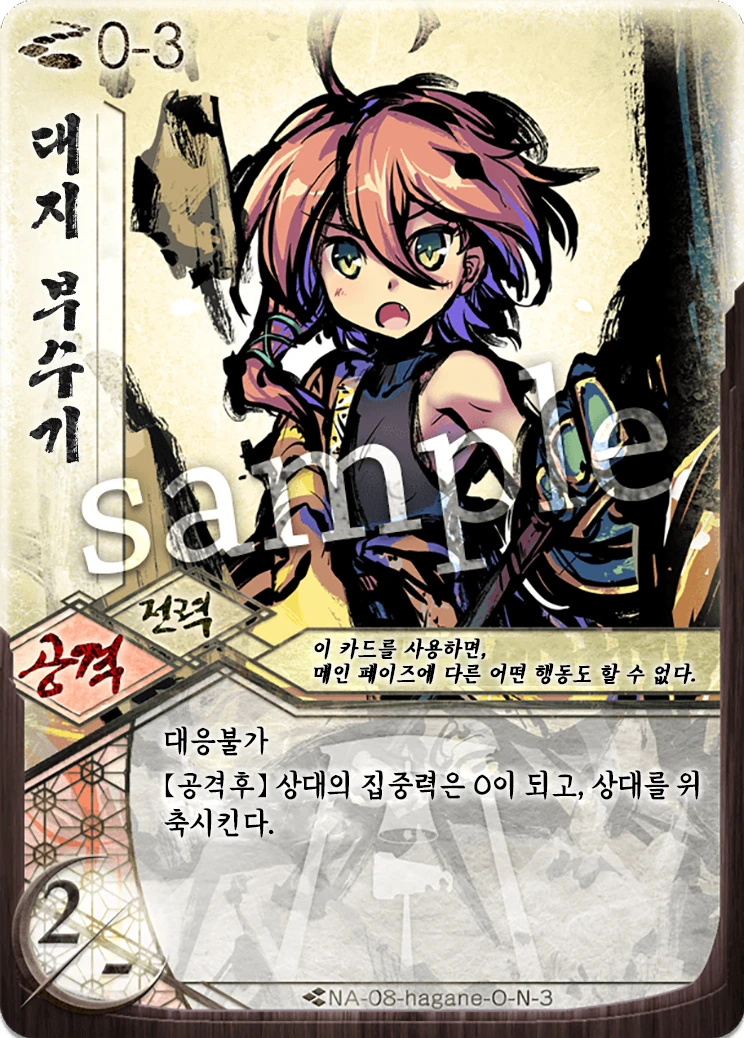 0-3
대지 부수기
sample
전력
공격
이 카드를 사용하면,
메인 페이즈에 다른 어떤 행동도 할 수 없다.
대응불가
【공격후】 상대의 집중력은 0이 되고, 상대를 위
축시킨다.
2/-
NA-08-hagane-O-N-3